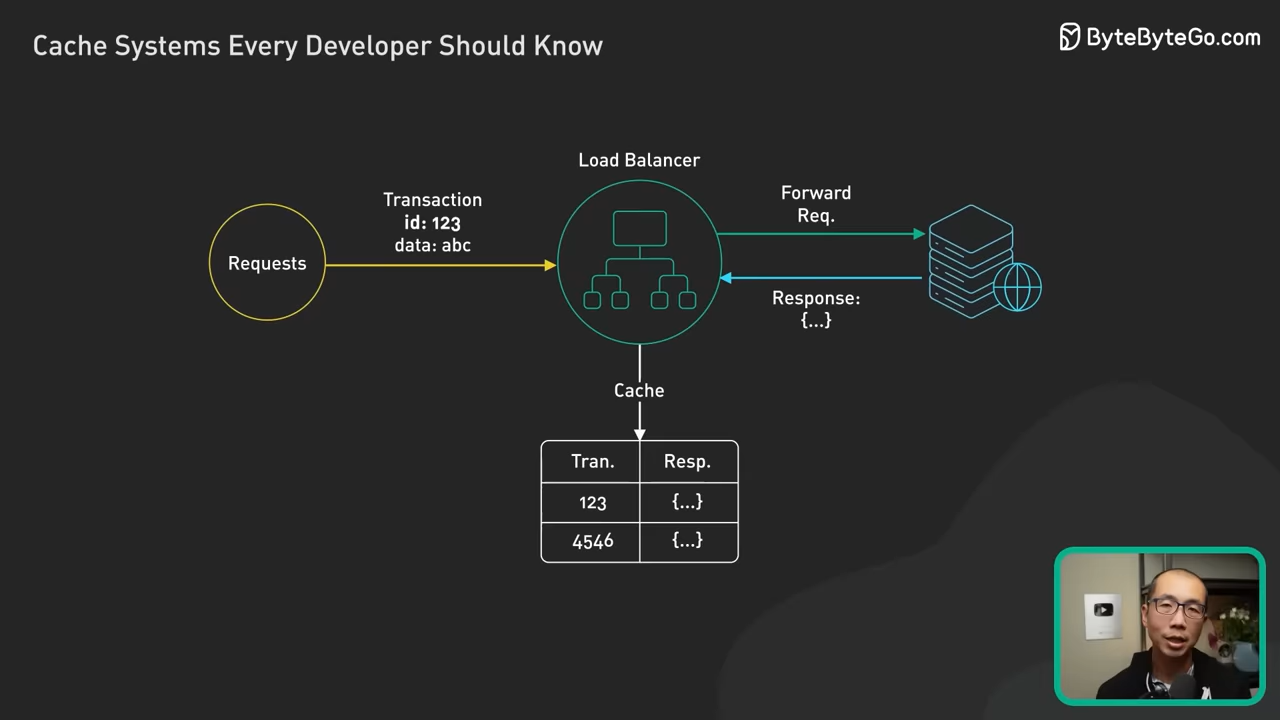 Cache Systems Every Developer Should Know
ByteByteGo.com
Load Balancer
Transaction
id: 123
data: abc
Requests
Forward
Req.
Response:
{...}
Cache
Tran. Resp.
123 {...}
4546 {...}